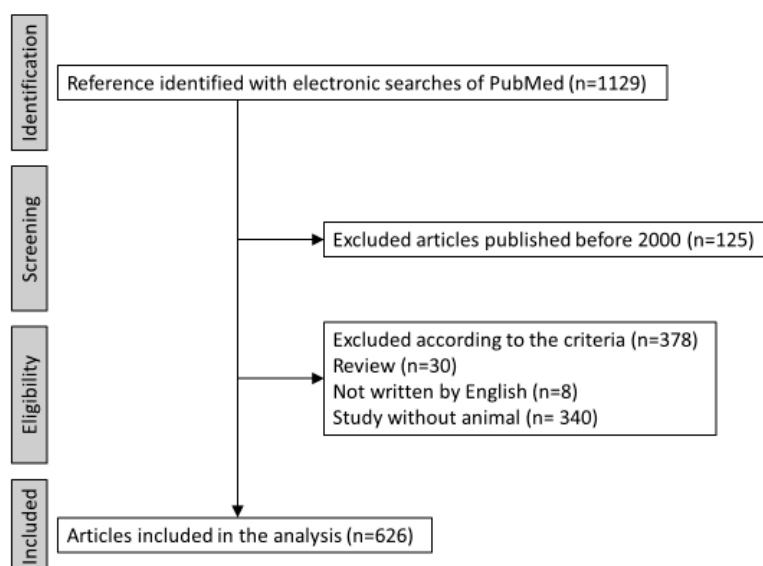 Identification
Reference identified with electronic searches of PubMed (n=1129)
Screening
Excluded articles published before 2000 (n=125)
Eligibility
Excluded according to the criteria (n=378)
Review (n=30)
Not written by English (n=8)
Study without animal (n= 340)
Included
Articles included in the analysis (n=626)